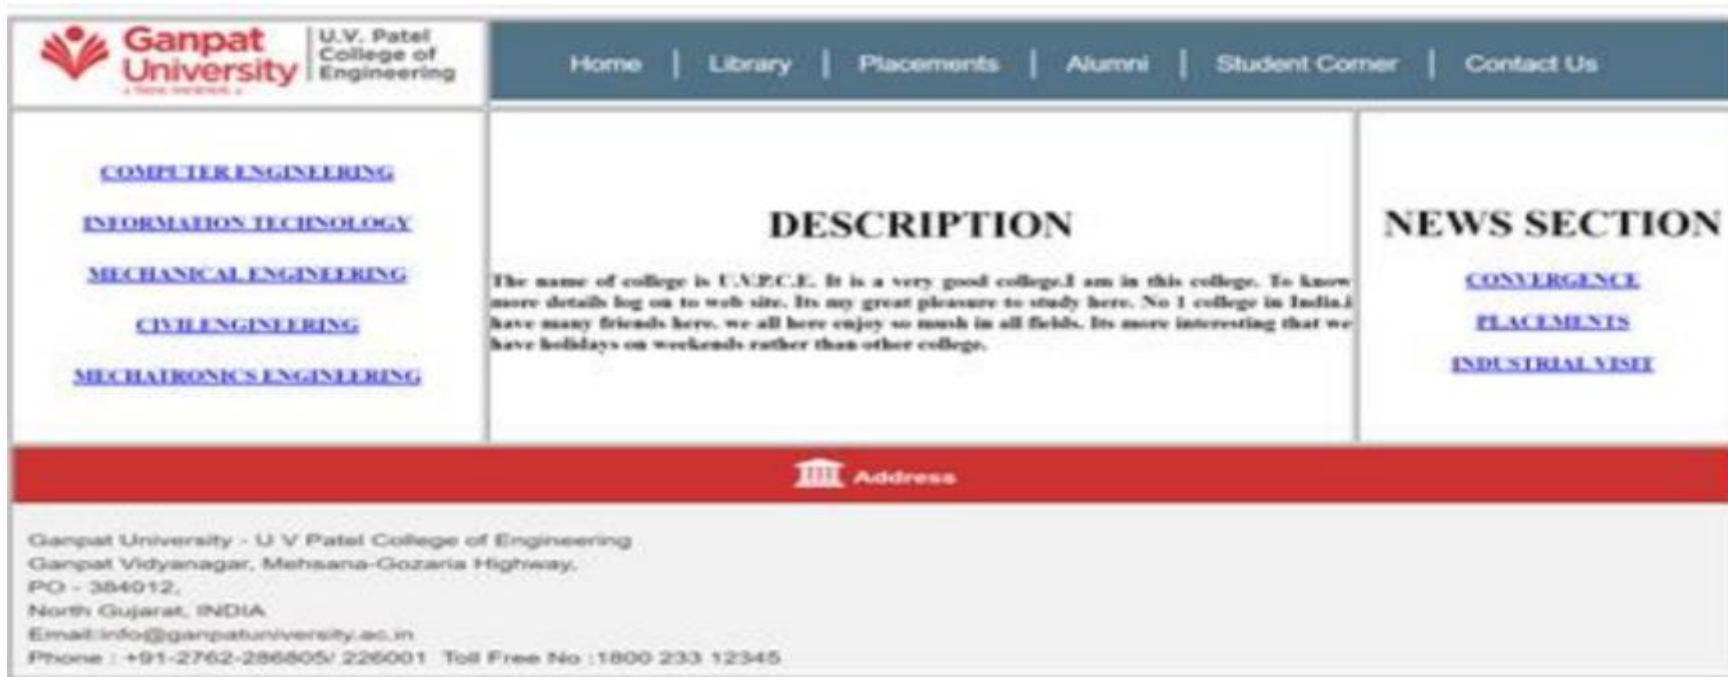 Ganpat
University
U.V. Patel
College of
Engineering
Home | Library | Placements | Alumni | Student Corner | Contact Us
COMPUTER ENGINEERING
INFORMATION TECHNOLOGY
MECHANICAL ENGINEERING
CIVIL ENGINEERING
MECHATRONICS ENGINEERING
DESCRIPTION
The name of college is U.V.P.C.E. It is a very good college.I am in this college. To know
more details log on to web site. Its my great pleasure to study here. No 1 college in India.i
have many friends here. we all here enjoy so mush in all fields. Its more interesting that we
have holidays on weekends rather than other college.
NEWS SECTION
CONVERGENCE
PLACEMENTS
INDUSTRIAL VISIT
Address
Ganpat University - U V Patel College of Engineering
Ganpat Vidyanagar, Mehsana-Gozaria Highway,
PO - 384012,
North Gujarat, INDIA
Email:info@ganpatuniversity.ac.in
Phone : +91-2762-286805/ 226001 Toll Free No :1800 233 12345